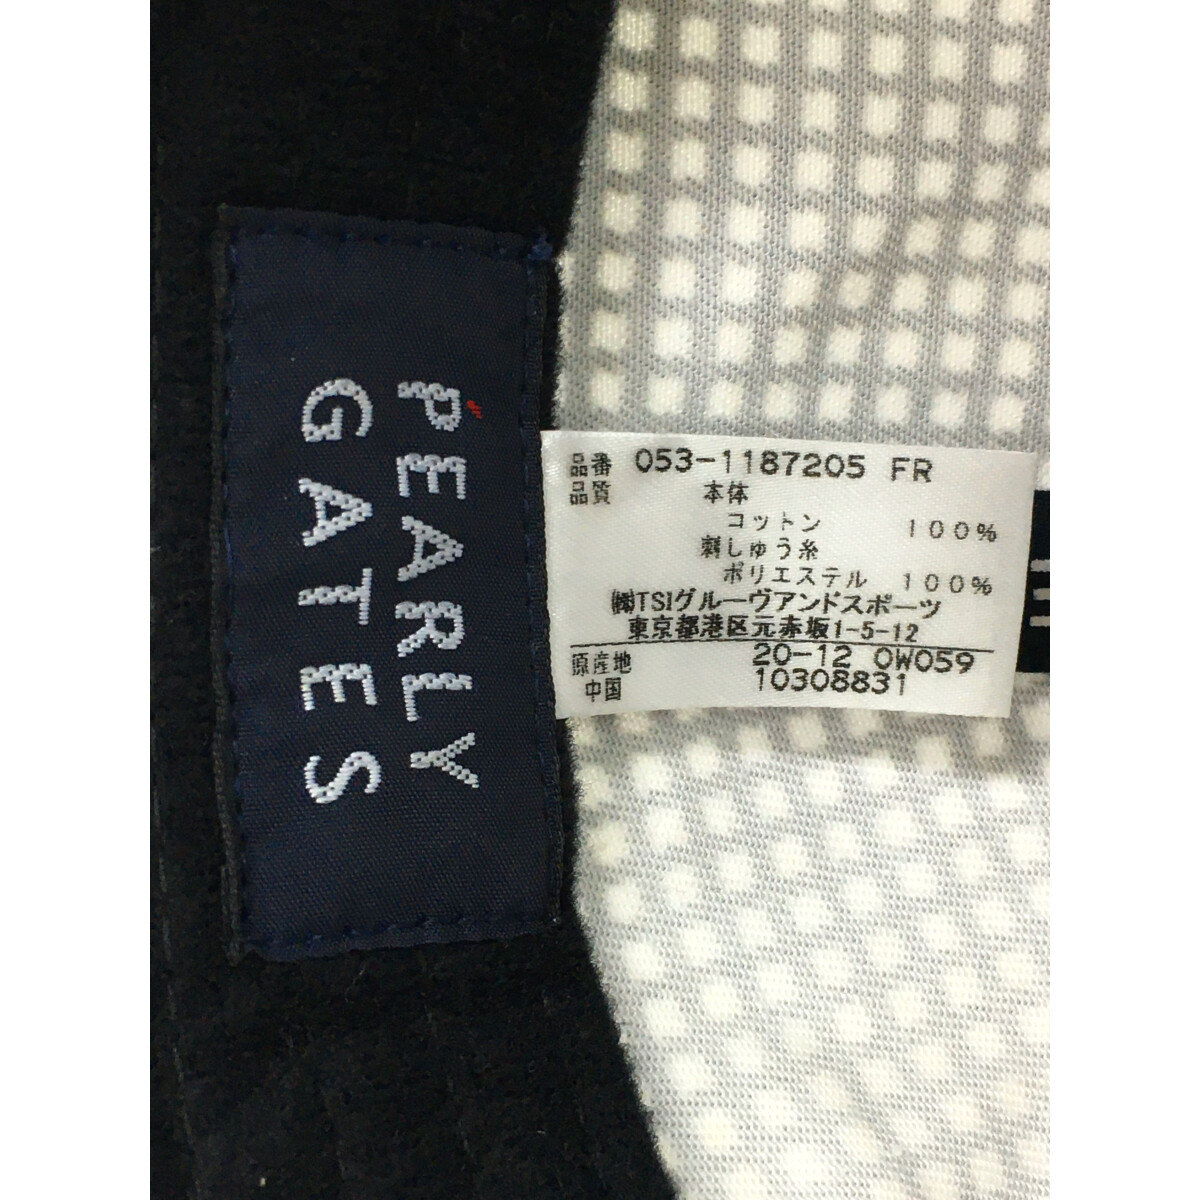 PEARLY
GATES
品番 053-1187205 FR
品質 本体
コットン 100%
刺しゅう糸
ポリエステル 100%
㈱TSIグルーヴアンドスポーツ
東京都港区元赤坂1-5-12
原産地 20-12 0W059
中国 10308831